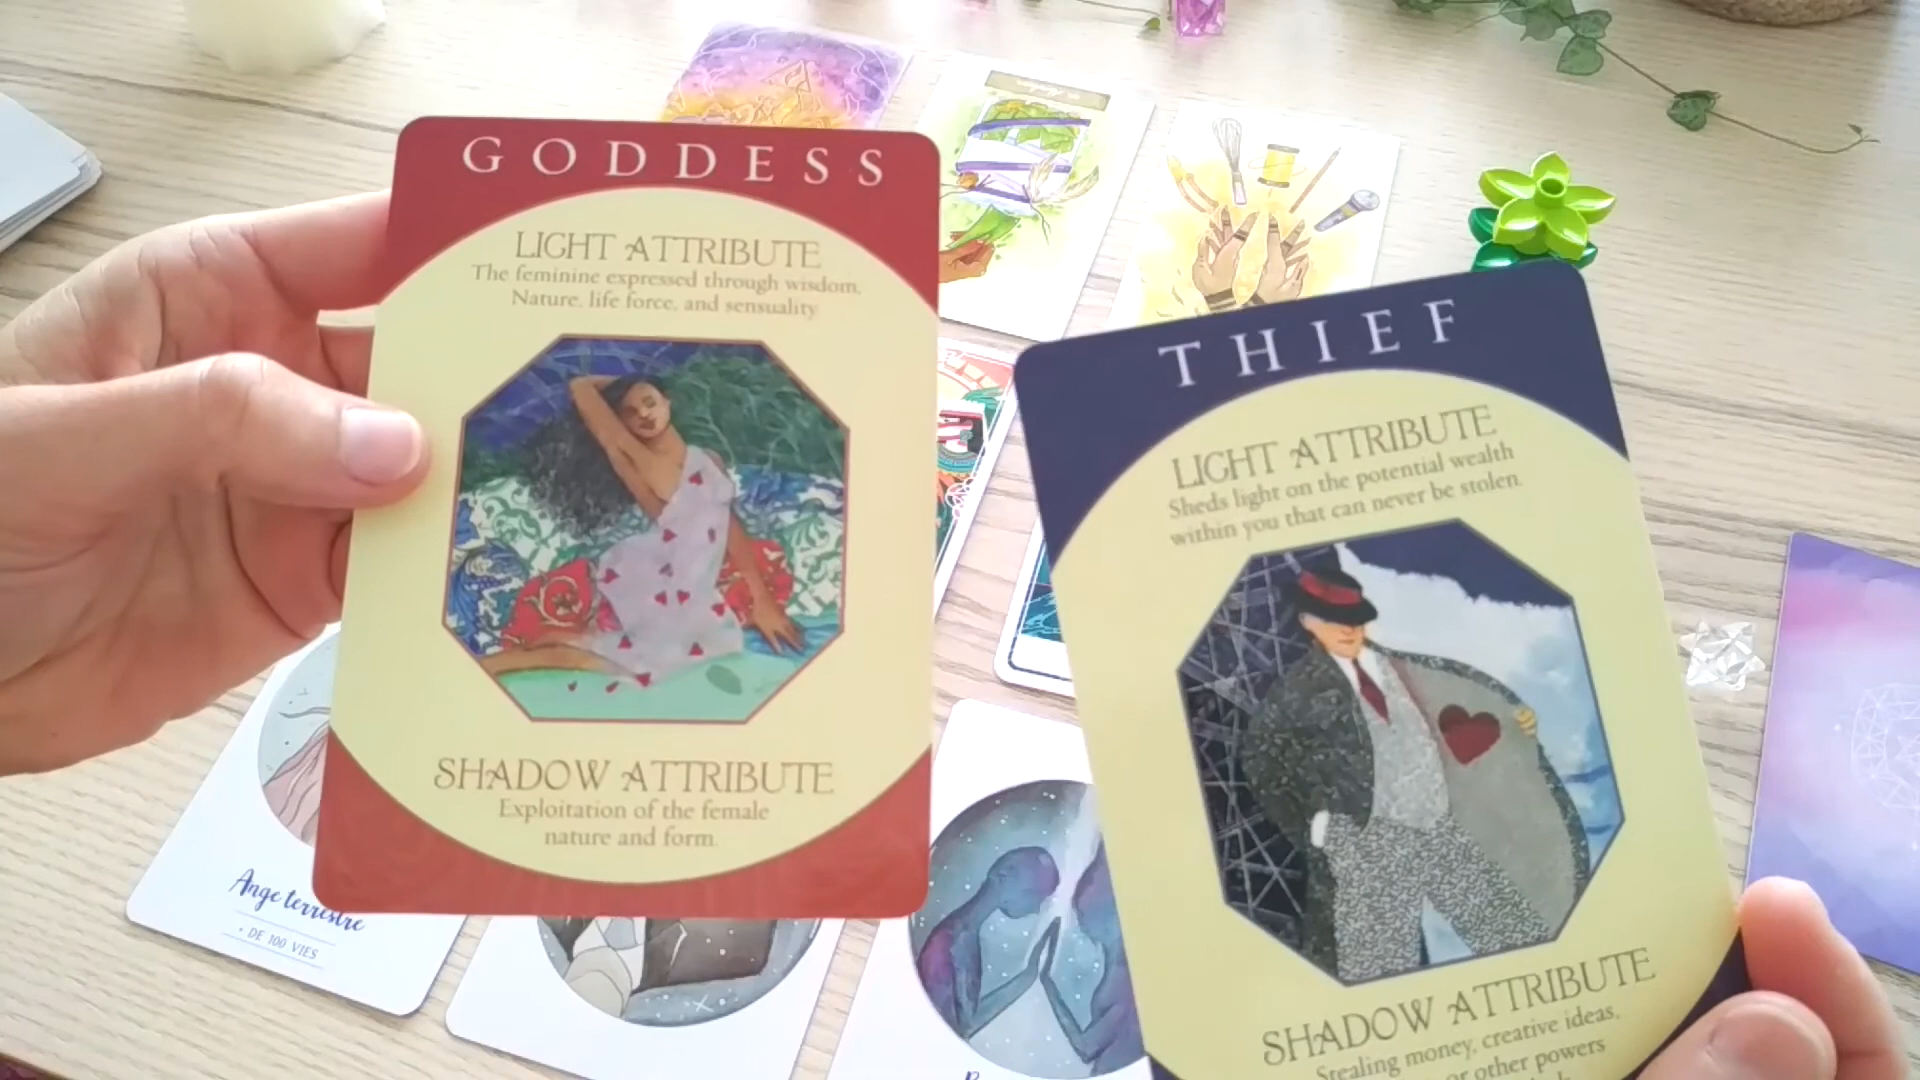 GODDESS
LIGHT ATTRIBUTE
The feminine expressed through wisdom,
Nature, life force, and sensuality
SHADOW ATTRIBUTE
Exploitation of the female
nature and form.
THIEF
LIGHT ATTRIBUTE
Sheds light on the potential wealth
within you that can never be stolen.
SHADOW ATTRIBUTE
Stealing money, creative ideas,
or other powers
Ange terrestre
• DE 100 VIES